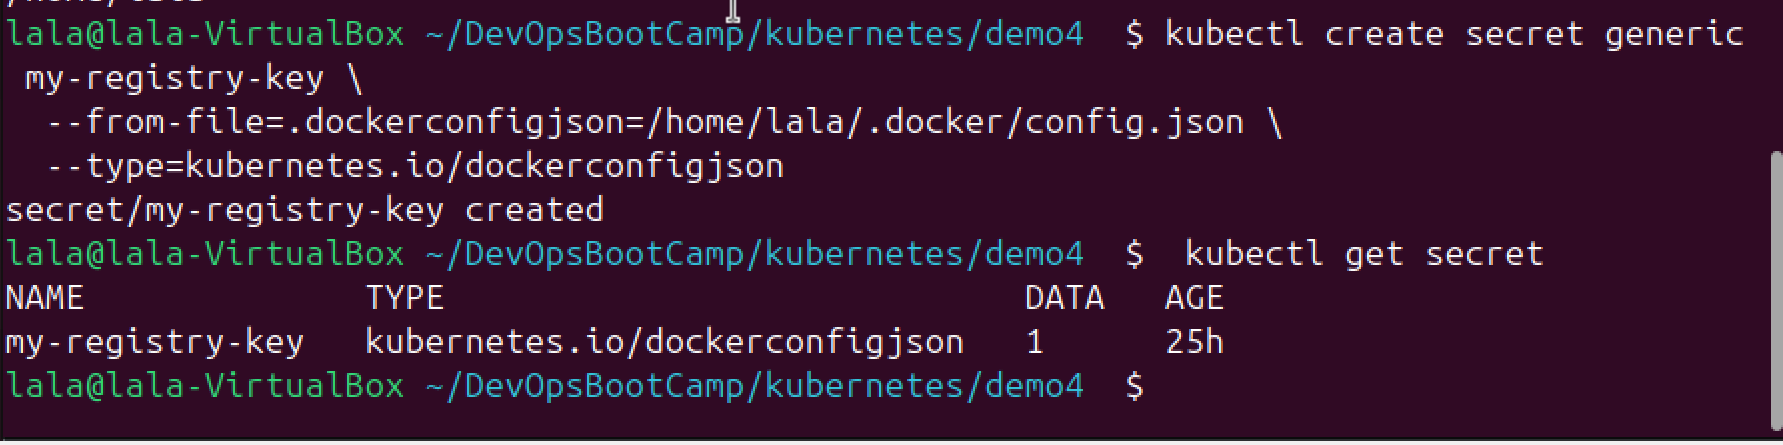 lala@lala-VirtualBox ~/DevOpsBootCamp/kubernetes/demo4 $ kubectl create secret generic
my-registry-key \
--from-file=.dockerconfigjson=/home/lala/.docker/config.json \
--type=kubernetes.io/dockerconfigjson
secret/my-registry-key created
lala@lala-VirtualBox ~/DevOpsBootCamp/kubernetes/demo4 $ kubectl get secret
NAME TYPE DATA AGE
my-registry-key kubernetes.io/dockerconfigjson 1 25h
lala@lala-VirtualBox ~/DevOpsBootCamp/kubernetes/demo4 $